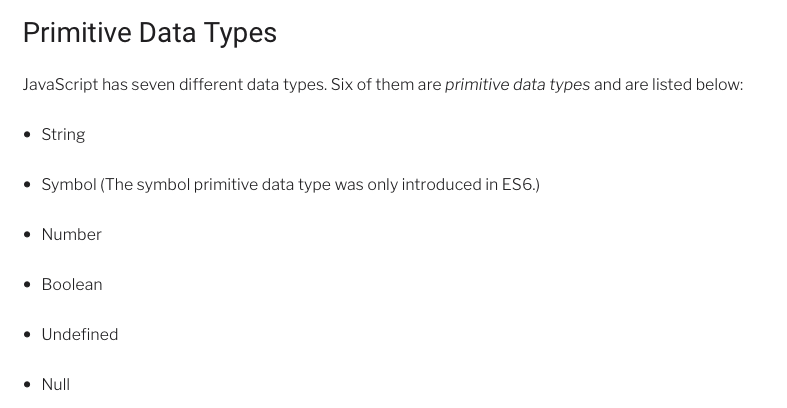 Primitive Data Types
JavaScript has seven different data types. Six of them are primitive data types and are listed below:
• String
• Symbol (The symbol primitive data type was only introduced in ES6.)
• Number
• Boolean
• Undefined
• Null